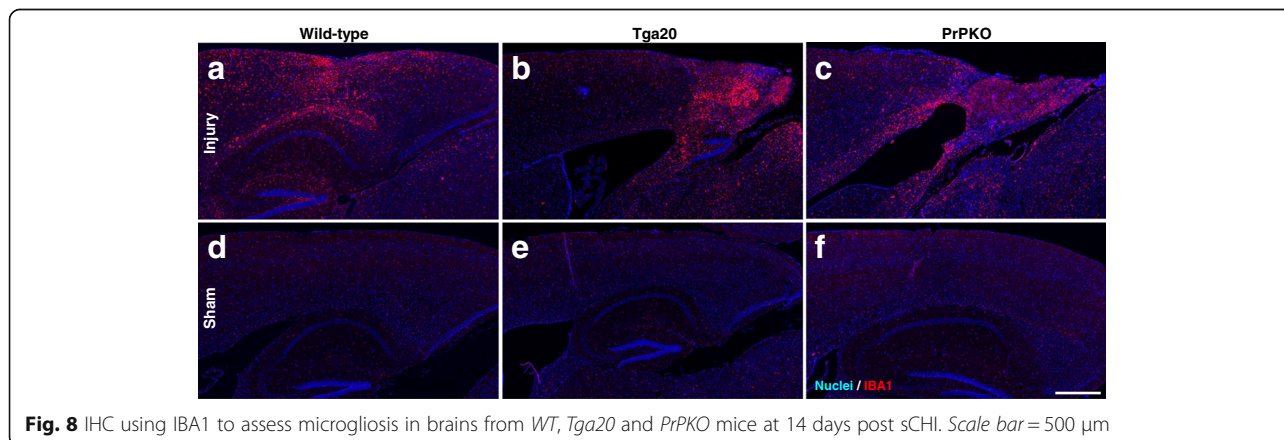 Wild-type Tga20 PrPKO
Injury
a b c
Sham
d e f
Nuclei / IBA1
Fig. 8 IHC using IBA1 to assess microgliosis in brains from WT, Tga20 and PrPKO mice at 14 days post sCHI. Scale bar = 500 μm